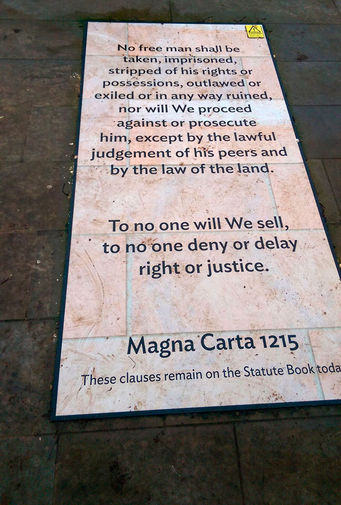 No free man shall be
taken, imprisoned,
stripped of his rights or
possessions, outlawed or
exiled or in any way ruined,
nor will We proceed
against or prosecute
him, except by the lawful
judgement of his peers and
by the law of the land.
To no one will We sell,
to no one deny or delay
right or justice.
Magna Carta 1215
These clauses remain on the Statute Book toda